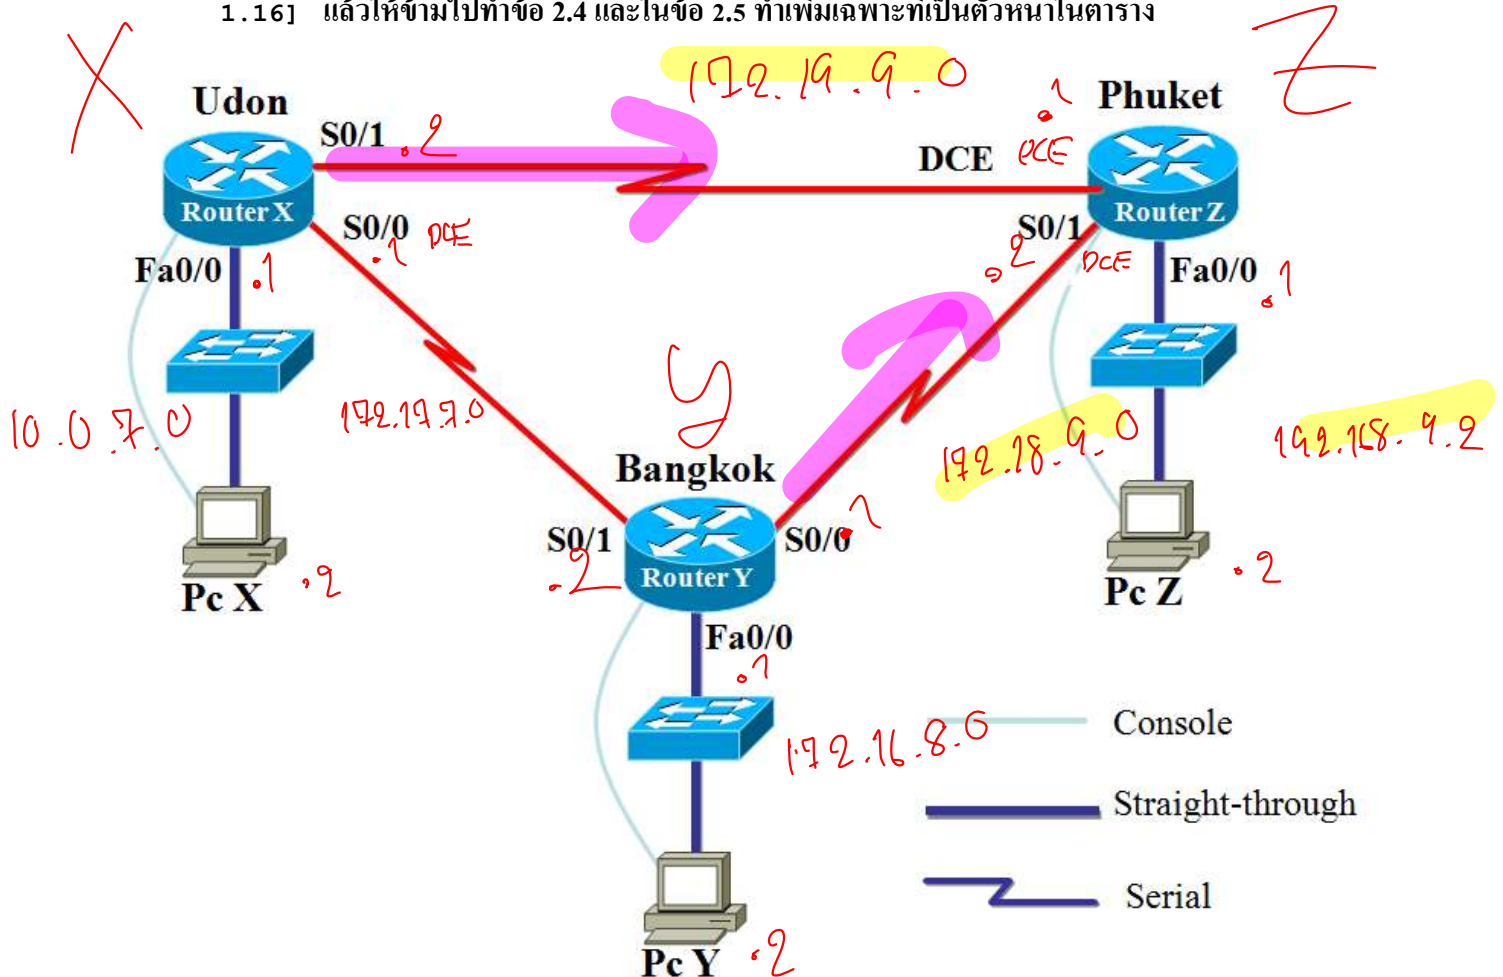 1.16] แล้วให้ข้ามไปทำข้อ 2.4 และในข้อ 2.5 ทำเพิ่มเฉพาะที่เป็นตัวหนาในตาราง
X
Z
172.19.9.0
Udon
Phuket
.1
S0/1
.2
DCE
DCE
Router X
Router Z
S0/0
.1 DCE
S0/1
.2
DCE
Fa0/0
.1
Fa0/0
.1
y
10.0.7.0
172.17.7.0
172.18.9.0
192.168.9.2
Bangkok
S0/1
.2
S0/0
.1
Router Y
Pc X
.2
Pc Z
.2
Fa0/0
.1
172.16.8.0
Console
Straight-through
Serial
Pc Y
.2